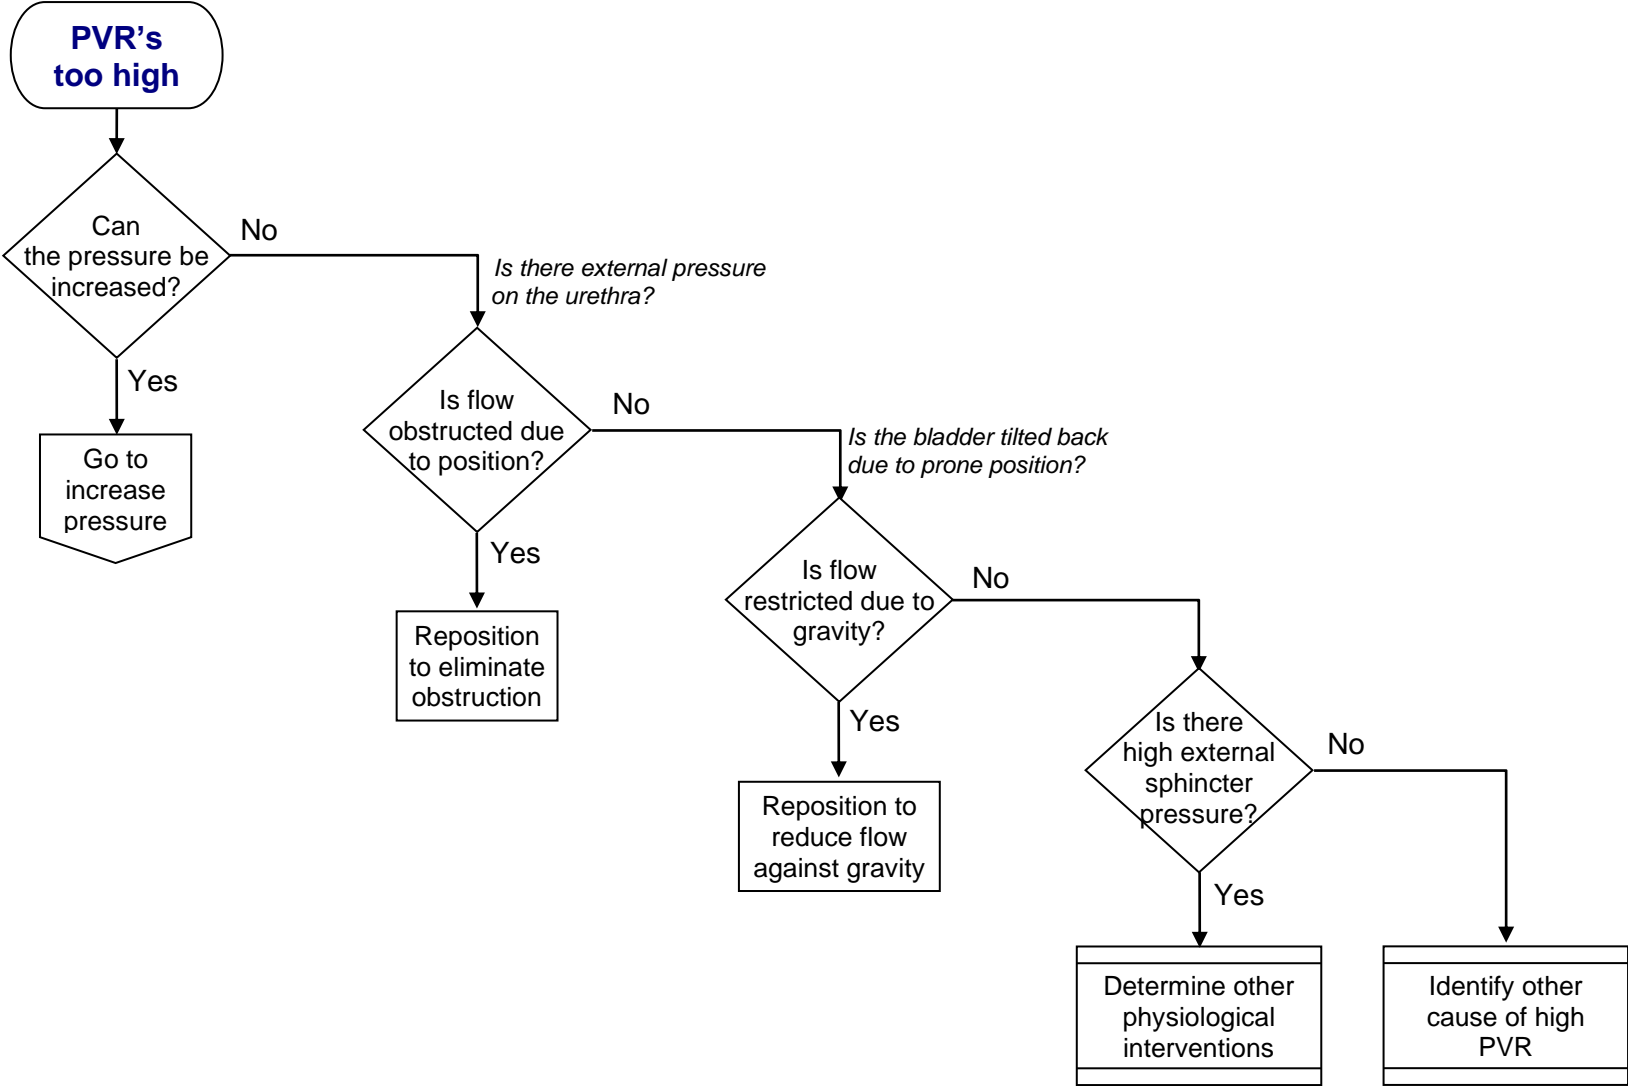 PVR's
too high
Can
the pressure be
increased?
No
Yes
Go to
increase
pressure
Is there external pressure
on the urethra?
Is flow
obstructed due
to position?
No
Yes
Reposition
to eliminate
obstruction
Is the bladder tilted back
due to prone position?
Is flow
restricted due to
gravity?
No
Yes
Reposition to
reduce flow
against gravity
Is there
high external
sphincter
pressure?
No
Yes
Determine other
physiological
interventions
Identify other
cause of high
PVR